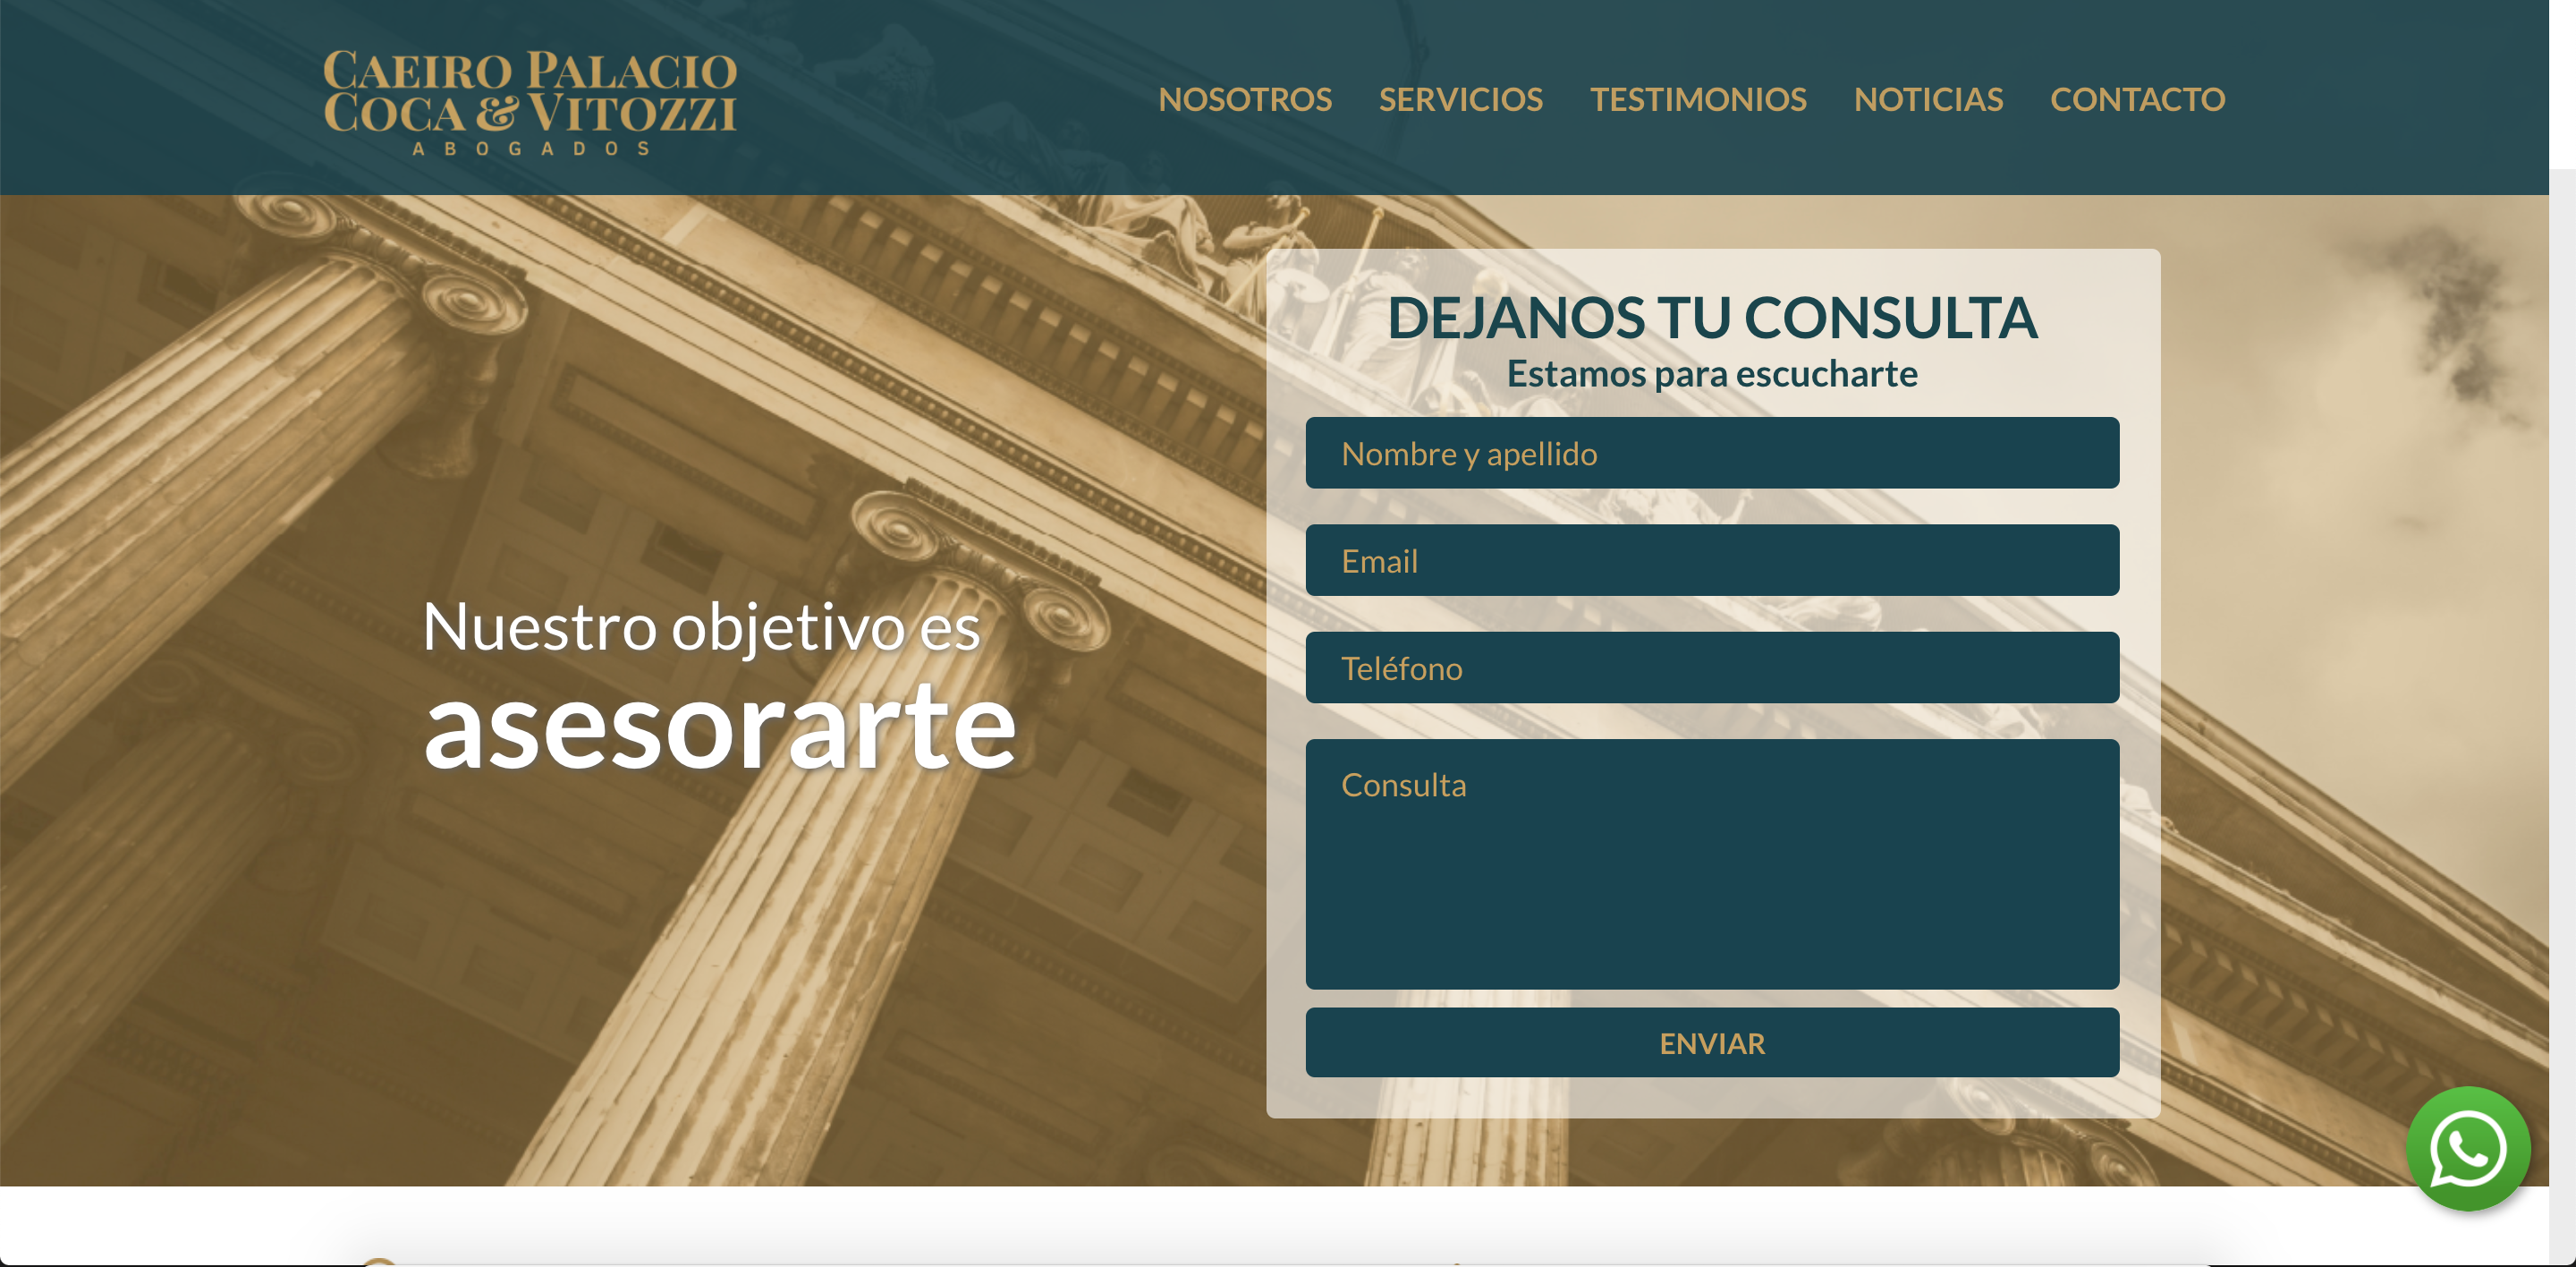 CAEIRO PALACIO
COCA & VITOZZI
ABOGADOS
NOSOTROS SERVICIOS TESTIMONIOS NOTICIAS CONTACTO
Nuestro objetivo es
asesorarte
DEJANOS TU CONSULTA
Estamos para escucharte
Nombre y apellido
Email
Teléfono
Consulta
ENVIAR